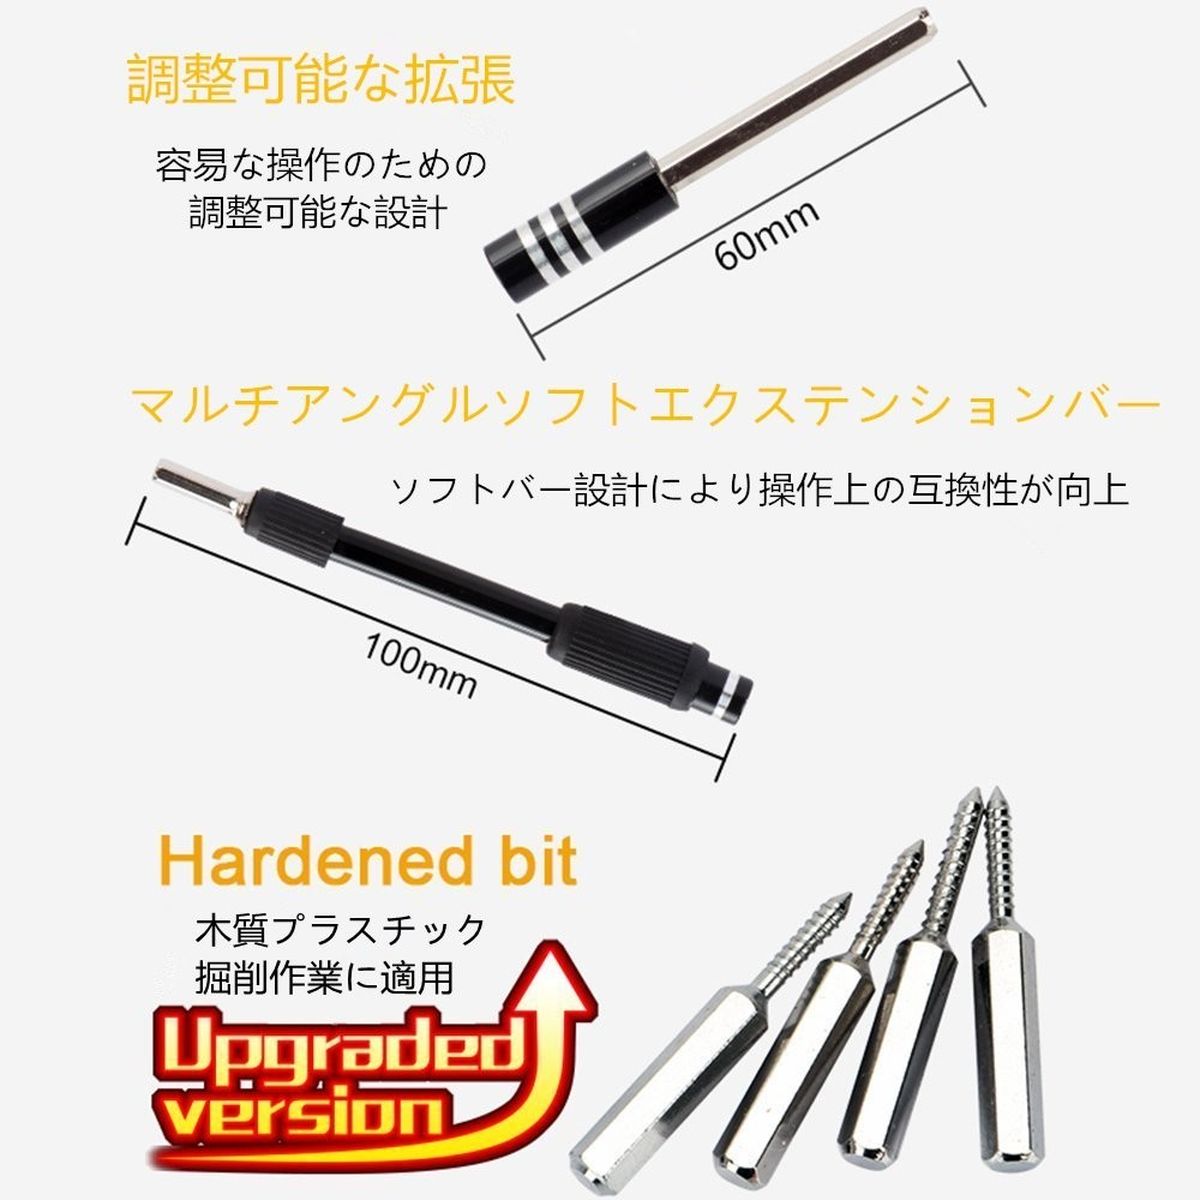 調整可能な拡張
容易な操作のための
調整可能な設計
60mm
マルチアングルソフトエクステンションバー
ソフトバー設計により操作上の互換性が向上
100mm
Hardened bit
木質プラスチック
掘削作業に適用
Upgraded
version